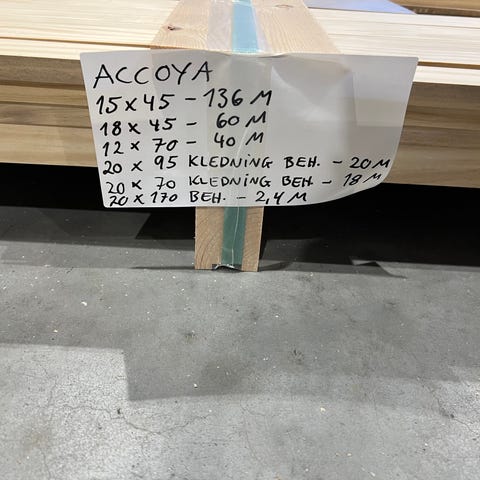 ACCOYA
15 x 45 - 136 M
18 x 45 - 60 M
12 x 70 - 40 M
20 x 95 KLEDNING BEH. - 20 M
20 x 70 KLEDNING BEH. - 18 M
20 x 170 BEH. - 2,4 M